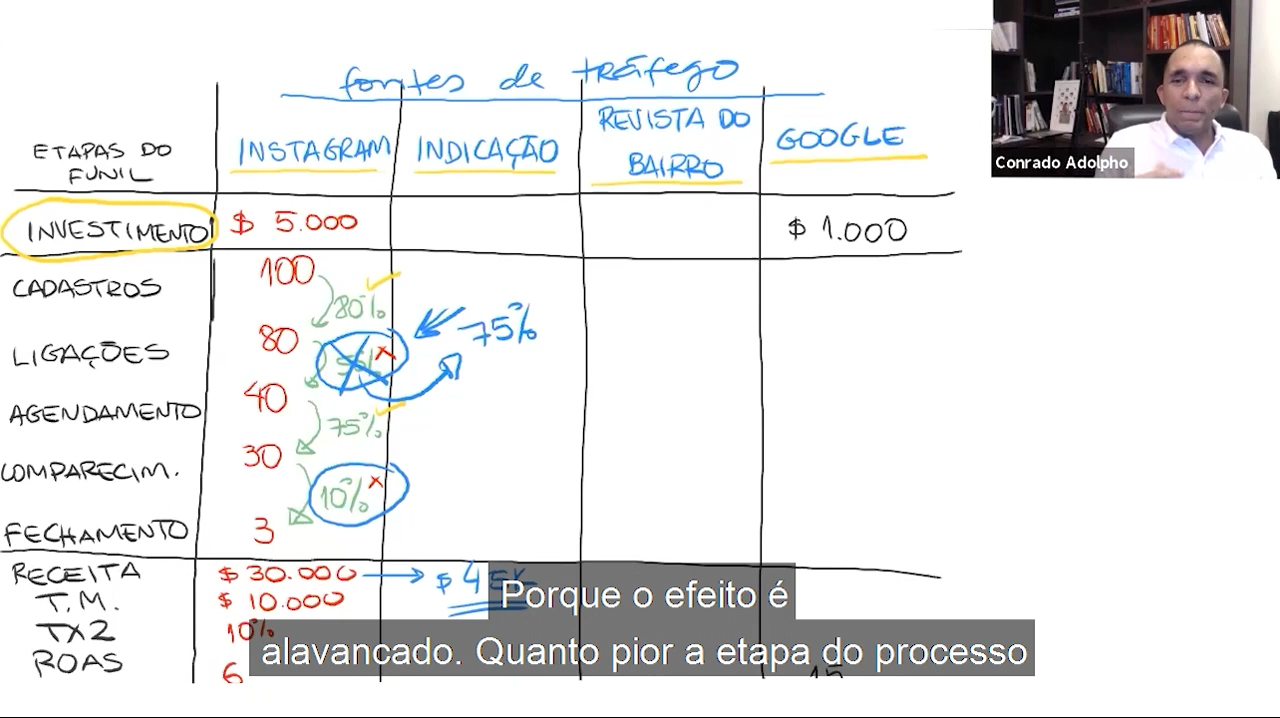 fontes de tráfego
ETAPAS DO
FUNIL
INSTAGRAM
INDICAÇÃO
REVISTA DO
BAIRRO
GOOGLE
Conrado Adolpho
INVESTIMENTO
$ 5.000
$ 1.000
CADASTROS
100
80%
LIGAÇÕES
80
75%
AGENDAMENTO
40
75%
COMPARECIM.
30
10% x
FECHAMENTO
3
RECEITA
$ 30.000
$ 45K
T.M.
$ 10.000
TX2
10%
ROAS
6
15
Porque o efeito é
alavancado. Quanto pior a etapa do processo